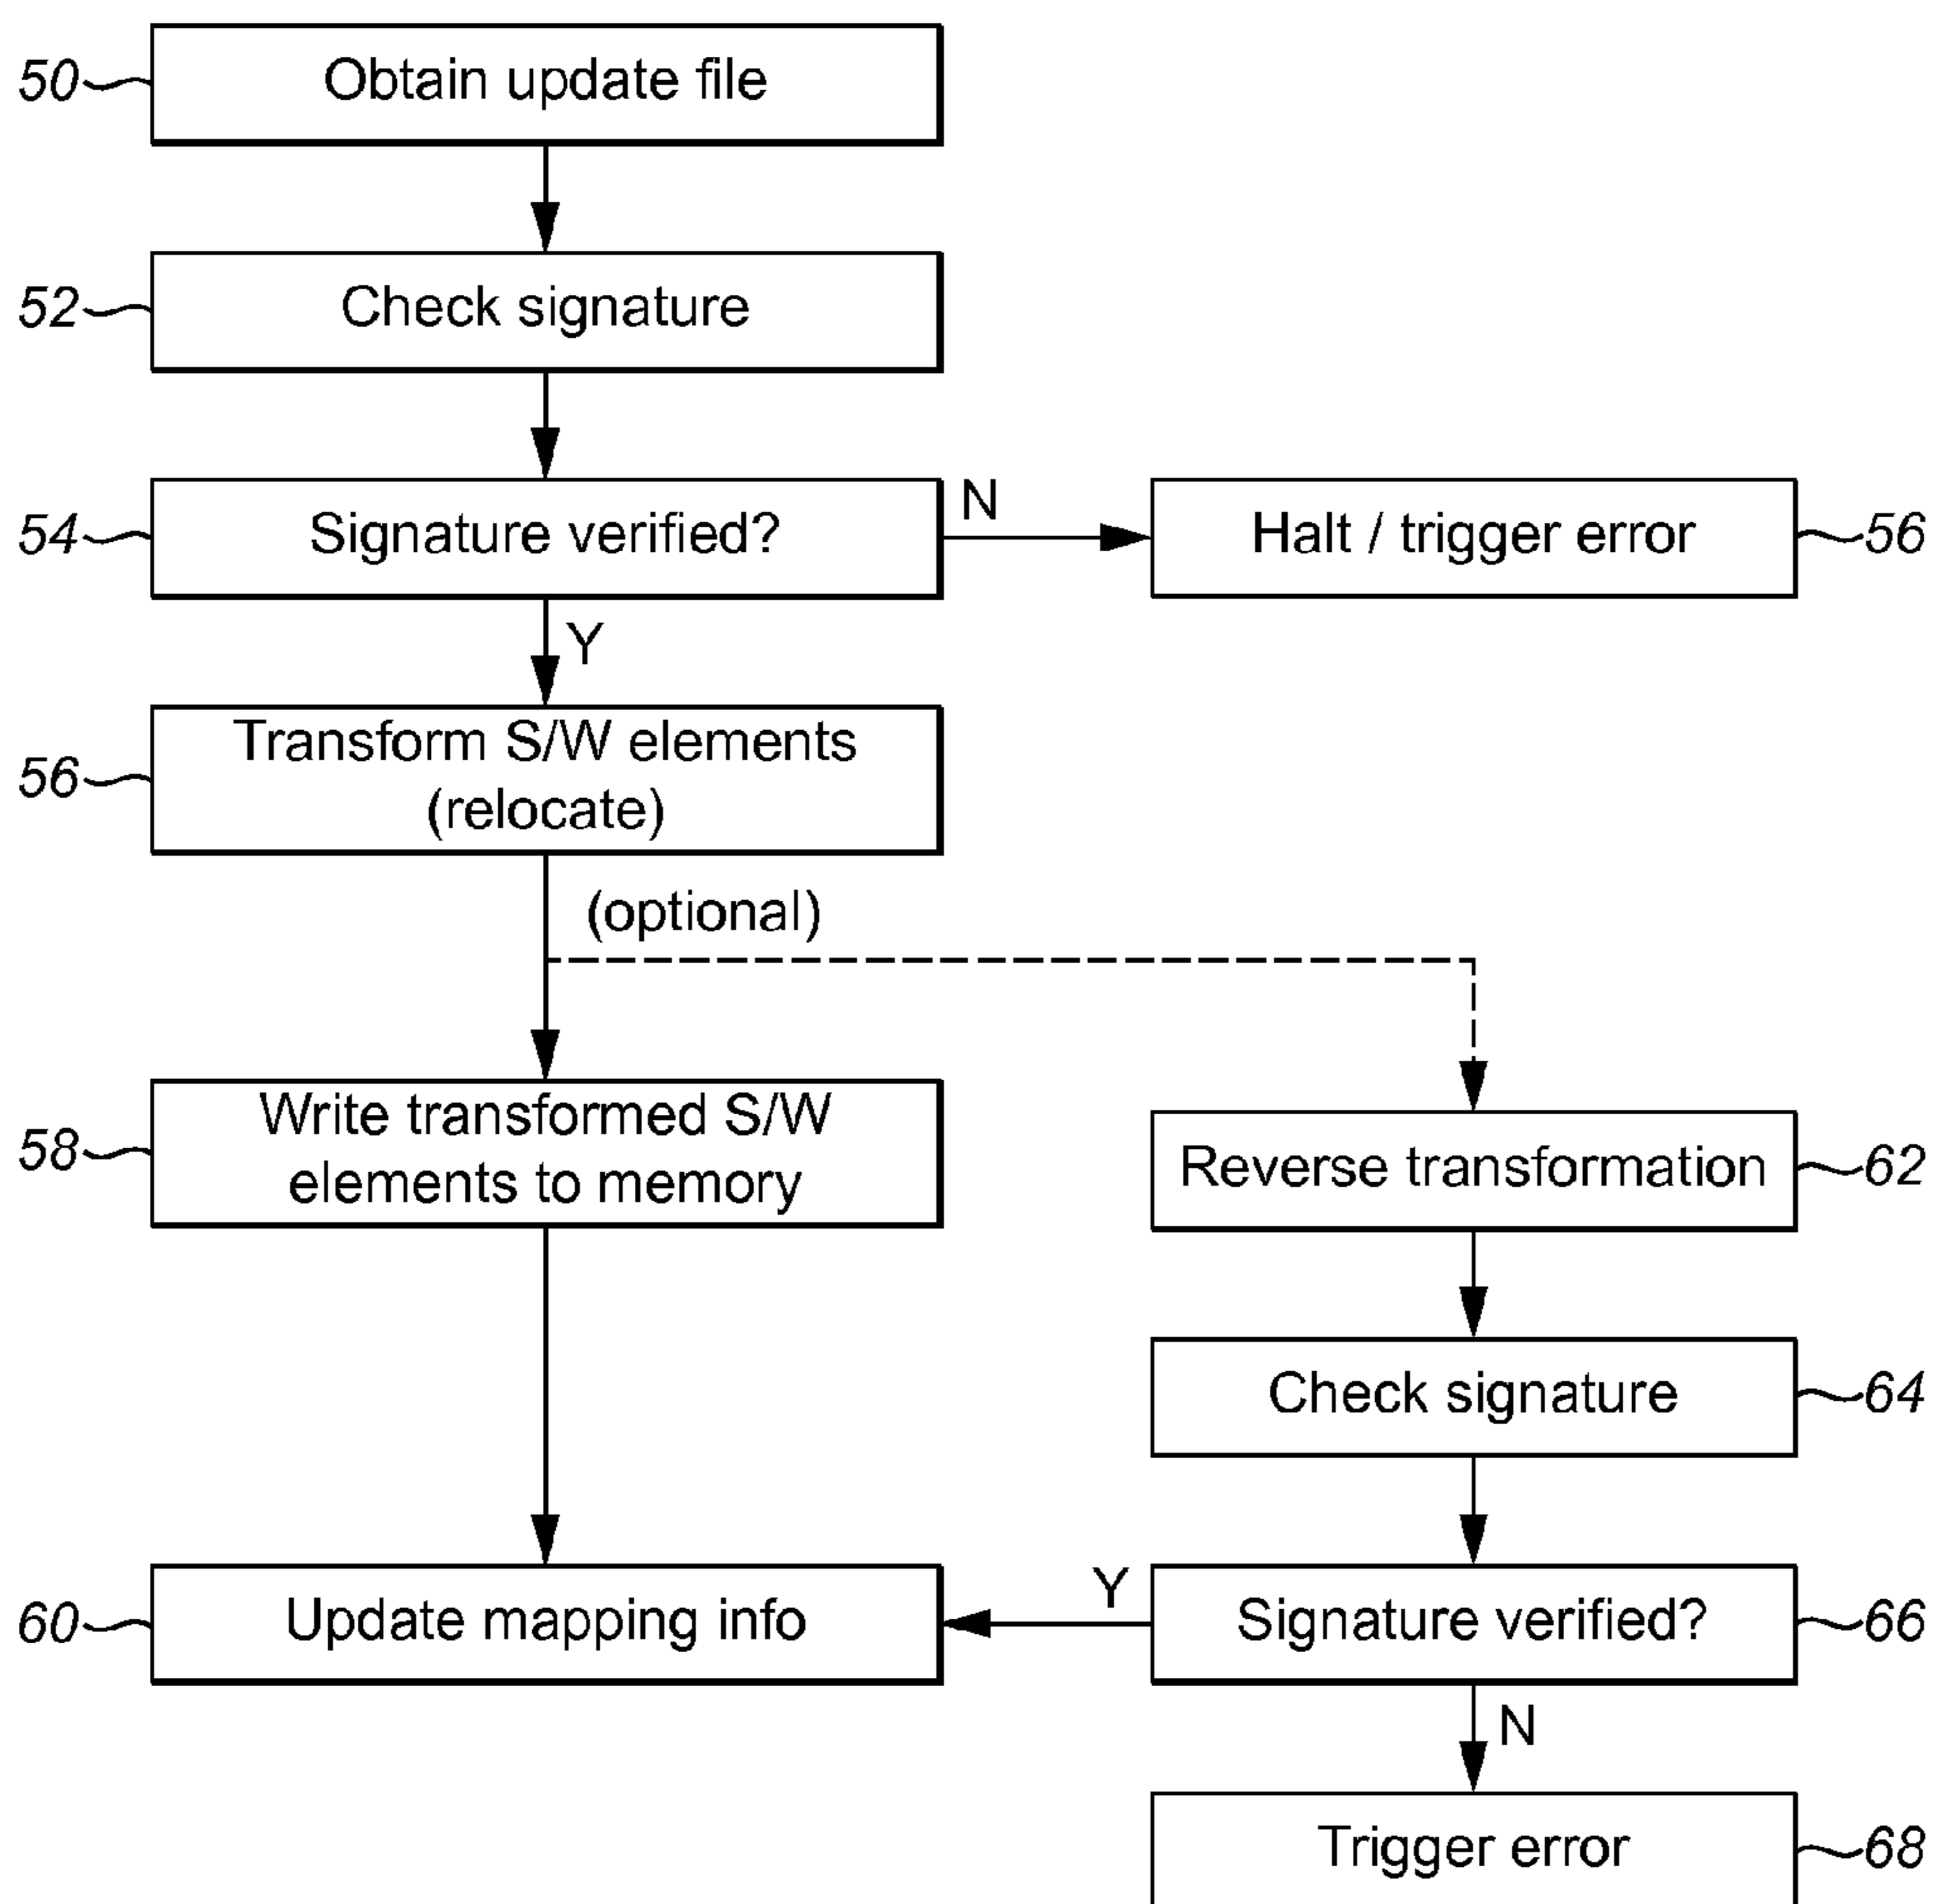 50
Obtain update file
52
Check signature
54
Signature verified?
N
Halt / trigger error
56
Y
56
Transform S/W elements
(relocate)
(optional)
58
Write transformed S/W
elements to memory
Reverse transformation
62
Check signature
64
60
Update mapping info
Y
Signature verified?
66
N
Trigger error
68